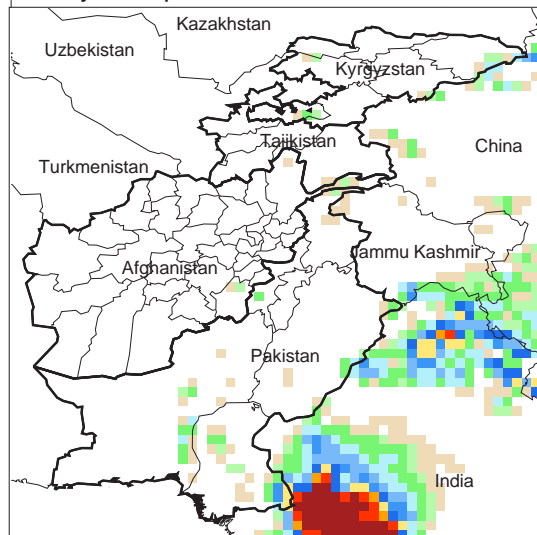 Kazakhstan
Uzbekistan
Kyrgyzstan
Tajikistan
China
Turkmenistan
Jammu Kashmir
Afghanistan
Pakistan
India